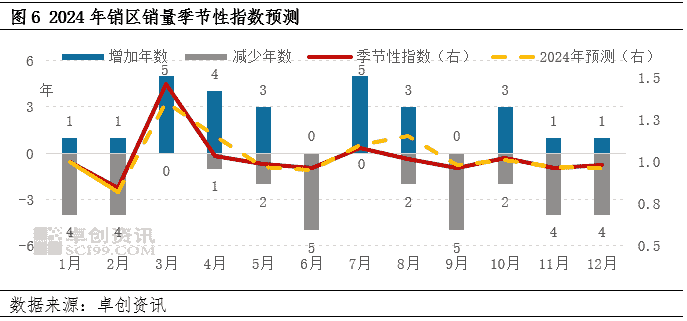 图 6 2024 年销区销量季节性指数预测
增加年数 减少年数 季节性指数（右） 2024年预测（右）
年
6
3
0
-3
-6
1.5
1.3
1.0
0.8
0.5
1 1 5 4 3 0 5 3 0 3 1 1
4 4 0 1 2 5 0 2 5 2 4 4
卓创资讯
SCI99.COM
1月 2月 3月 4月 5月 6月 7月 8月 9月 10月 11月 12月
数据来源：卓创资讯